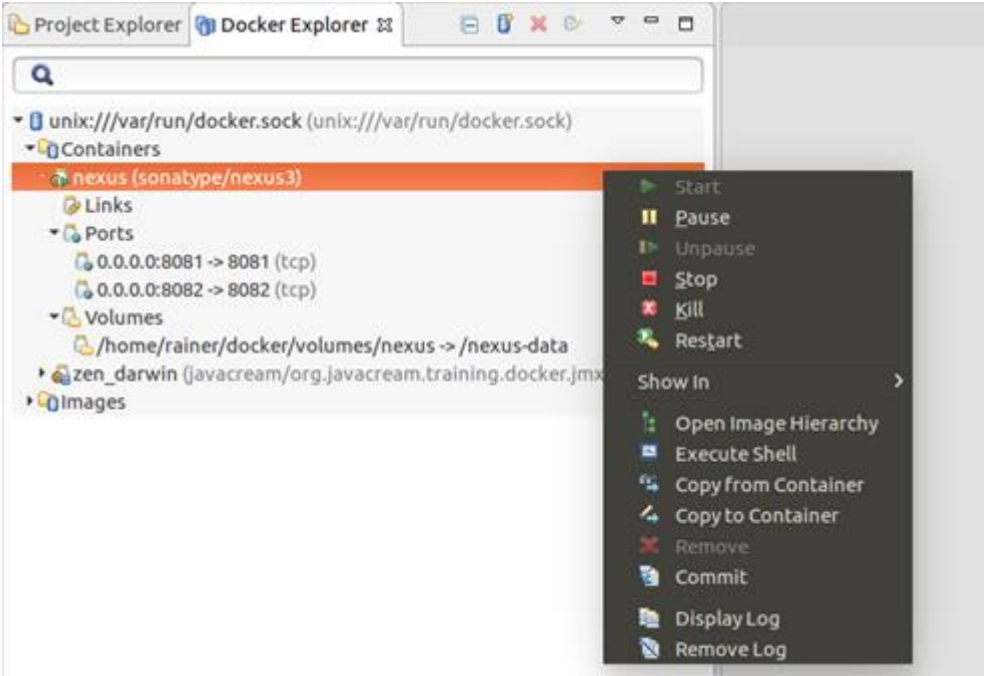 Project Explorer Docker Explorer
unix:///var/run/docker.sock (unix:///var/run/docker.sock)
Containers
nexus (sonatype/nexus3)
Links
Ports
0.0.0.0:8081 -> 8081 (tcp)
0.0.0.0:8082 -> 8082 (tcp)
Volumes
/home/rainer/docker/volumes/nexus -> /nexus-data
zen_darwin (javacream/org.javacream.training.docker.jmx
Images
Start
Pause
Unpause
Stop
Kill
Restart
Show In
Open Image Hierarchy
Execute Shell
Copy from Container
Copy to Container
Remove
Commit
Display Log
Remove Log